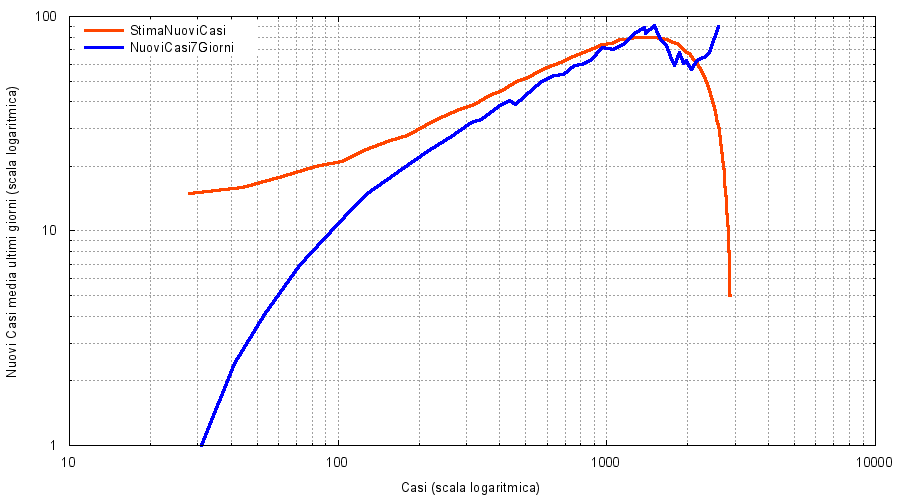 100
StimaNuoviCasi
NuoviCasi7Giorni
Nuovi Casi media ultimi giorni (scala logaritmica)
10
1
10
100
1000
10000
Casi (scala logaritmica)